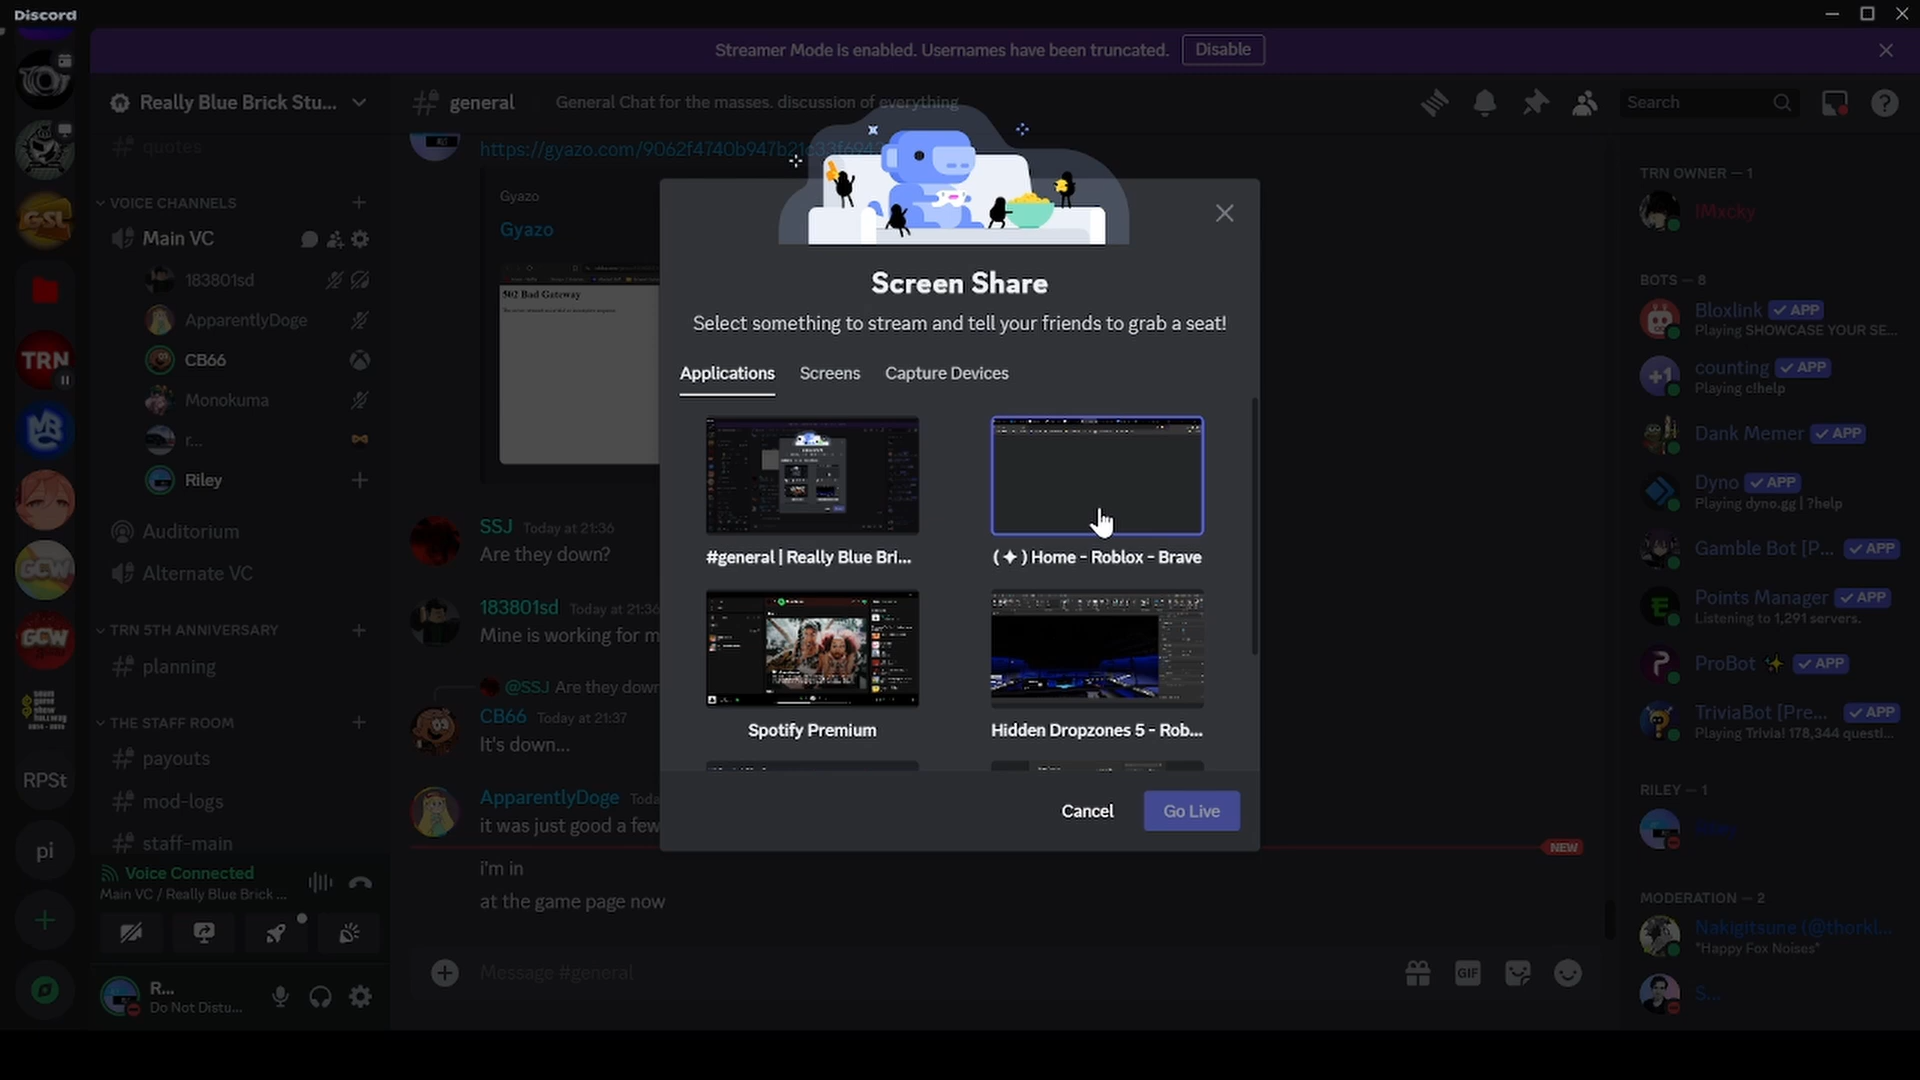 Discord
Streamer Mode is enabled. Usernames have been truncated.
Disable
Really Blue Brick Stu...
general
General Chat for the masses. discussion of everything
Search
quotes
VOICE CHANNELS
Main VC
183801sd
ApparentlyDoge
CB66
Monokuma
r...
Riley
Auditorium
Alternate VC
TRN 5TH ANNIVERSARY
planning
THE STAFF ROOM
payouts
mod-logs
staff-main
Voice Connected
Main VC / Really Blue Brick ...
R...
Do Not Distu...
GSL
TRN
GCW
GCW
RPSt
pi
Gyazo
Gyazo
502 Bad Gateway
SSJ Today at 21:36
Are they down?
183801sd Today at 21:36
Mine is working for m
@SSJ Are they down
CB66 Today at 21:37
It's down...
ApparentlyDoge Toda
it was just good a few
NEW
i'm in
at the game page now
Message #general
GIF
Screen Share
Select something to stream and tell your friends to grab a seat!
Applications
Screens
Capture Devices
#general | Really Blue Bri...
( ✦ ) Home - Roblox - Brave
Spotify Premium
Hidden Dropzones 5 - Rob...
Cancel
Go Live
TRN OWNER — 1
IMxcky
BOTS — 8
Bloxlink ✓ APP
Playing SHOWCASE YOUR SE...
counting ✓ APP
Playing c!help
Dank Memer ✓ APP
Dyno ✓ APP
Playing dyno.gg | ?help
Gamble Bot [P... ✓ APP
Points Manager ✓ APP
Listening to 1,291 servers.
ProBot ✨ ✓ APP
TriviaBot [Pre... ✓ APP
Playing Trivia! 178,344 questi...
RILEY — 1
MODERATION — 2
Nakigitsune (@thorkl...
"Happy Fox Noises"
S...